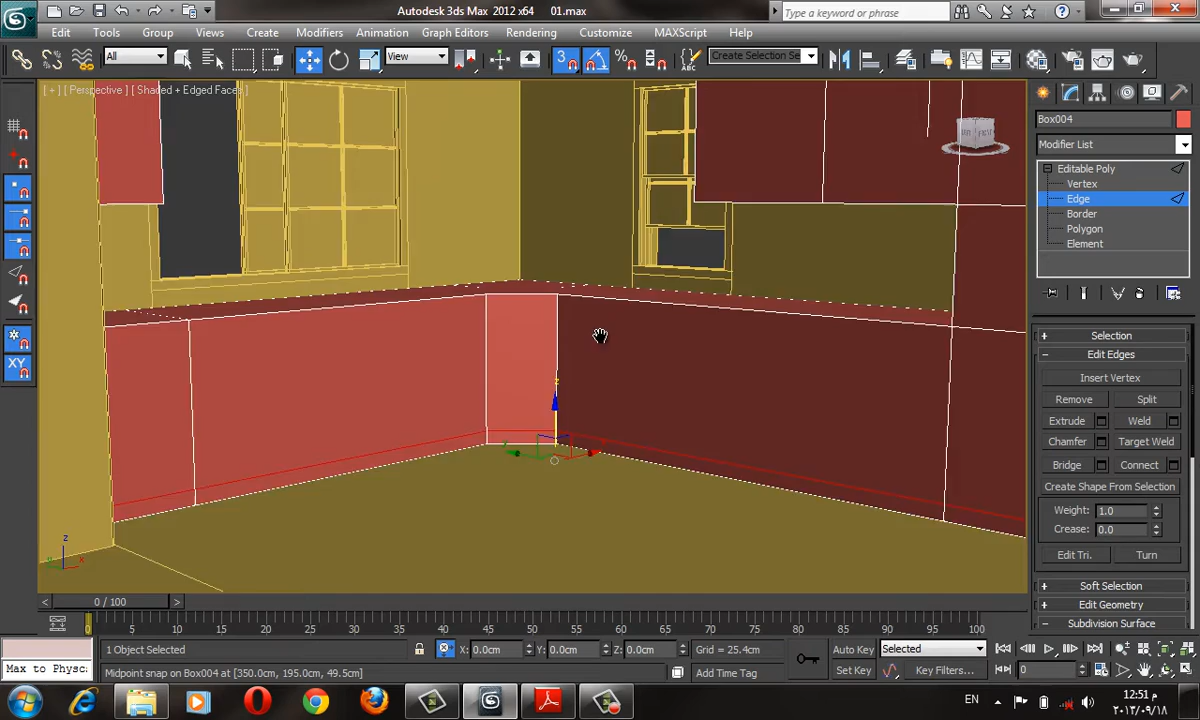 Autodesk 3ds Max 2012 x64 01.max
Type a keyword or phrase
Edit Tools Group Views Create Modifiers Animation Graph Editors Rendering Customize MAXScript Help
All View 3 Create Selection Se
[ + ] [ Perspective ] [ Shaded + Edged Faces ]
Box004
Modifier List
Editable Poly
Vertex
Edge
Border
Polygon
Element
XY
Selection
Edit Edges
Insert Vertex
Remove Split
Extrude Weld
Chamfer Target Weld
Bridge Connect
Create Shape From Selection
Weight: 1.0
Crease: 0.0
Edit Tri. Turn
Soft Selection
Edit Geometry
Subdivision Surface
z
x
0 / 100
0 5 10 15 20 25 30 35 40 45 50 55 60 65 70 75 80 85 90 95 100
1 Object Selected X: 0.0cm Y: 0.0cm Z: 0.0cm Grid = 25.4cm Auto Key Selected
Max to Physc Midpoint snap on Box004 at [350.0cm, 195.0cm, 49.5cm] Add Time Tag Set Key Key Filters... 0
EN 12:51 م
٢٠١٣/٠٩/١٨